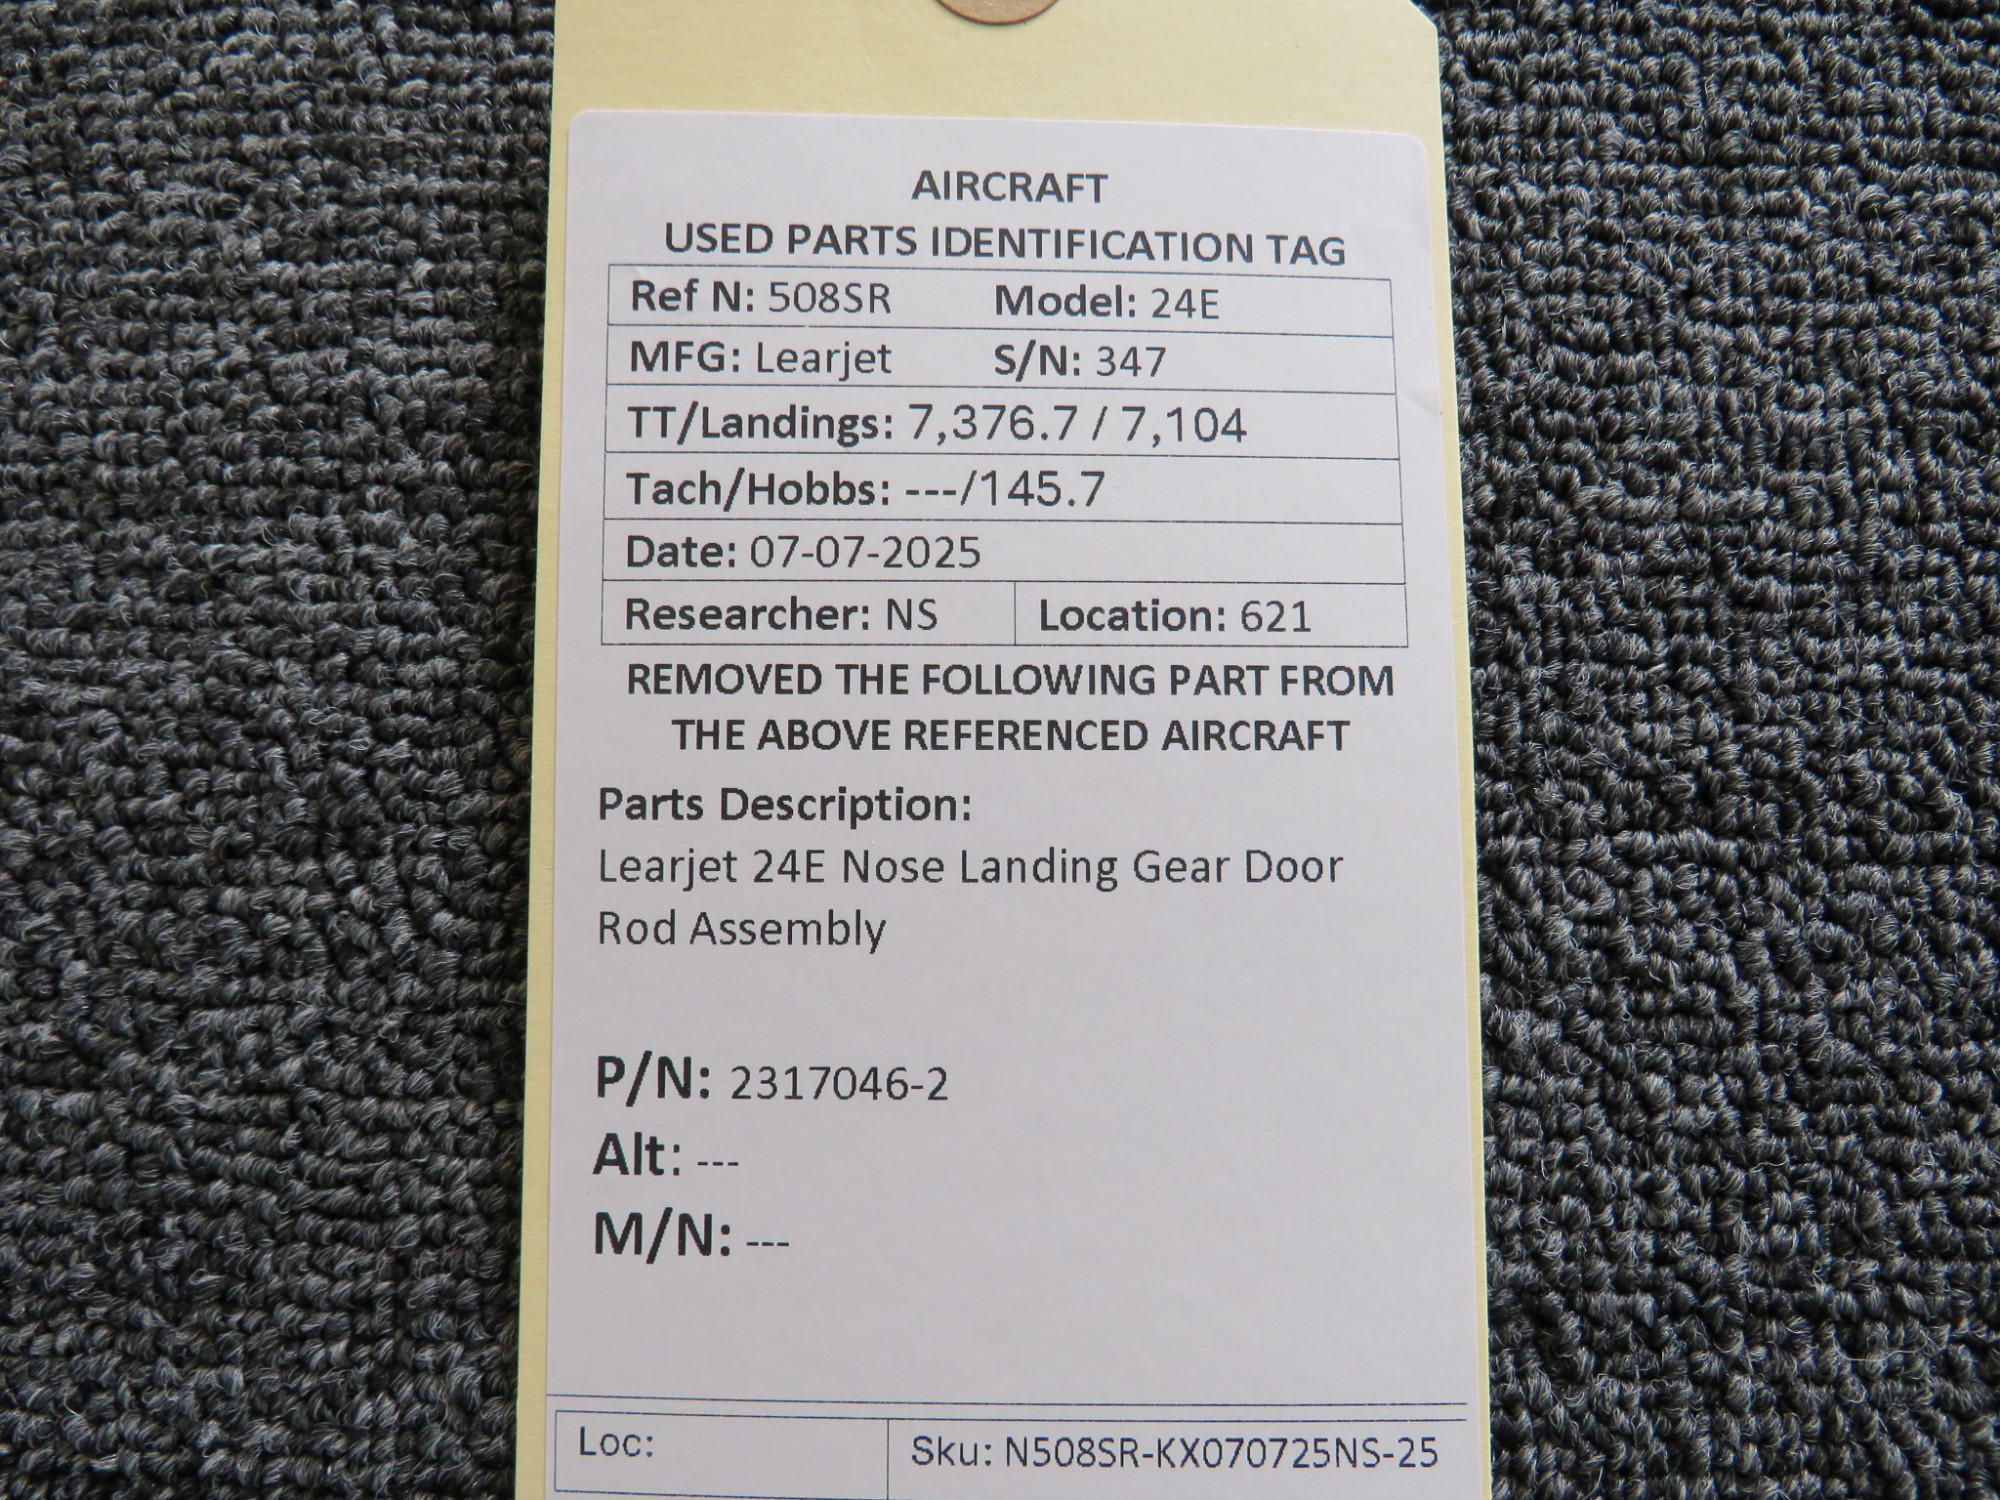 AIRCRAFT
USED PARTS IDENTIFICATION TAG
Ref N: 508SR Model: 24E
MFG: Learjet S/N: 347
TT/Landings: 7,376.7 / 7,104
Tach/Hobbs: ---/145.7
Date: 07-07-2025
Researcher: NS Location: 621
REMOVED THE FOLLOWING PART FROM
THE ABOVE REFERENCED AIRCRAFT
Parts Description:
Learjet 24E Nose Landing Gear Door
Rod Assembly
P/N: 2317046-2
Alt: ---
M/N: ---
Loc: Sku: N508SR-KX070725NS-25